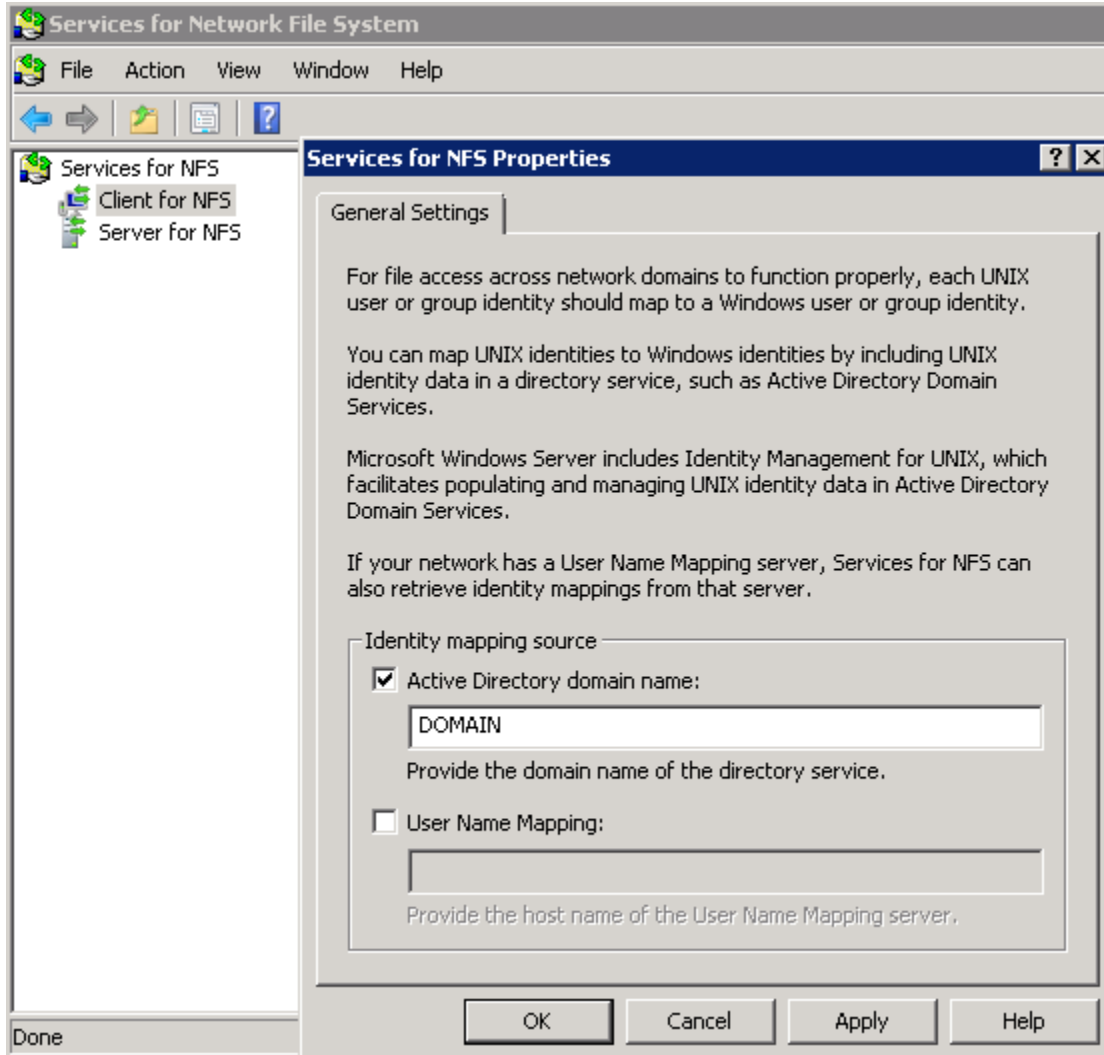 Services for Network File System
File Action View Window Help
Services for NFS
Client for NFS
Server for NFS
Services for NFS Properties
General Settings
For file access across network domains to function properly, each UNIX
user or group identity should map to a Windows user or group identity.
You can map UNIX identities to Windows identities by including UNIX
identity data in a directory service, such as Active Directory Domain
Services.
Microsoft Windows Server includes Identity Management for UNIX, which
facilitates populating and managing UNIX identity data in Active Directory
Domain Services.
If your network has a User Name Mapping server, Services for NFS can
also retrieve identity mappings from that server.
Identity mapping source
Active Directory domain name:
DOMAIN
Provide the domain name of the directory service.
User Name Mapping:
Provide the host name of the User Name Mapping server.
OK Cancel Apply Help
Done